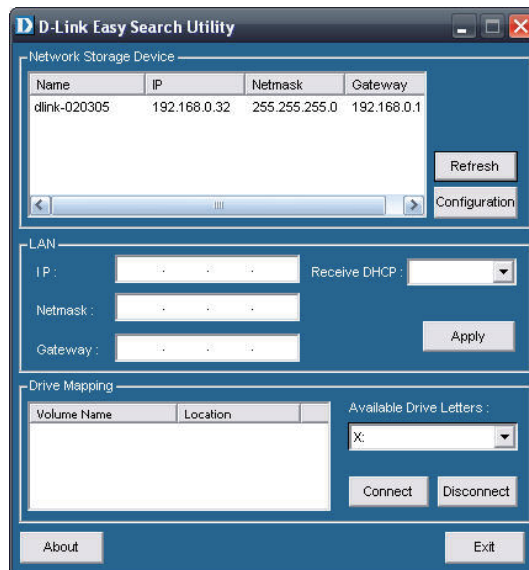 D D-Link Easy Search Utility
Network Storage Device
Name IP Netmask Gateway
dlink-020305 192.168.0.32 255.255.255.0 192.168.0.1
Refresh
Configuration
LAN
IP : . . . Receive DHCP :
Netmask : . . .
Apply
Gateway : . . .
Drive Mapping
Volume Name Location
Available Drive Letters :
X:
Connect Disconnect
About Exit